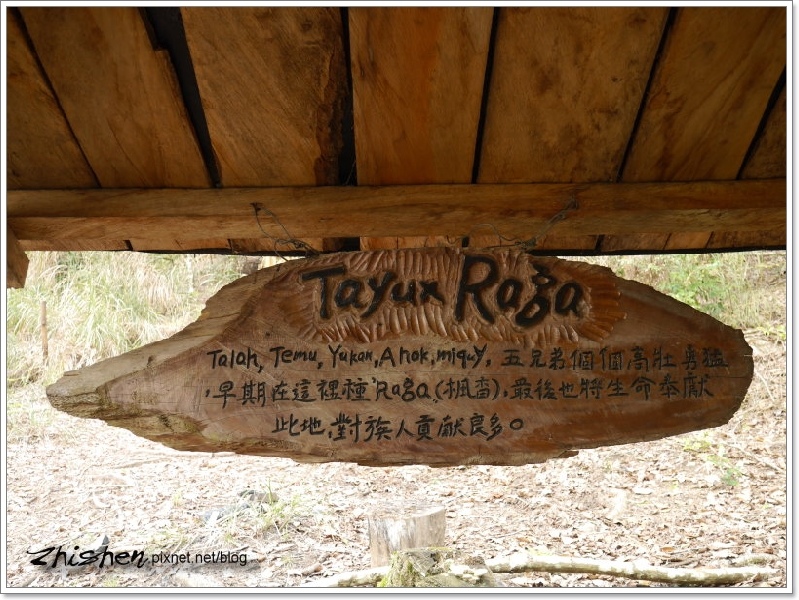 Tayux Raga
Talah, Temu, Yukan, Ahok, miquy, 五兄弟個個高壯勇猛
,早期在這裡種Raga(楓香),最後也將生命奉獻
此地,對族人貢獻良多。
Zhishen.pixnet.net/blog